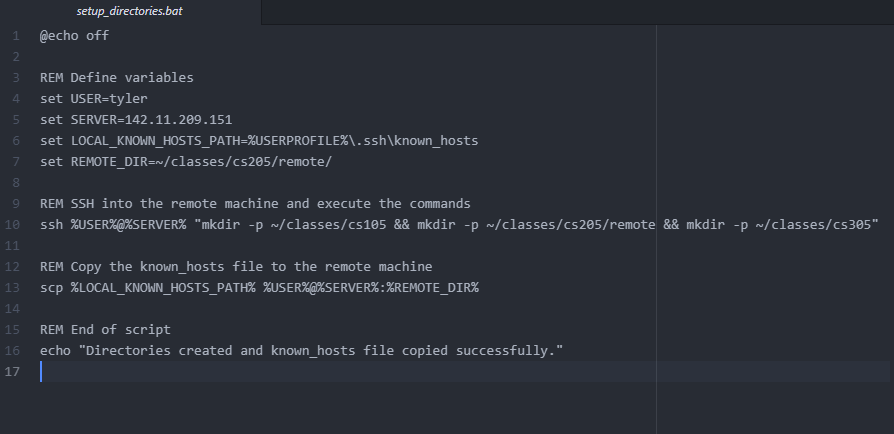 setup_directories.bat
1 @echo off
2
3 REM Define variables
4 set USER=tyler
5 set SERVER=142.11.209.151
6 set LOCAL_KNOWN_HOSTS_PATH=%USERPROFILE%\.ssh\known_hosts
7 set REMOTE_DIR=~/classes/cs205/remote/
8
9 REM SSH into the remote machine and execute the commands
10 ssh %USER%@%SERVER% "mkdir -p ~/classes/cs105 && mkdir -p ~/classes/cs205/remote && mkdir -p ~/classes/cs305"
11
12 REM Copy the known_hosts file to the remote machine
13 scp %LOCAL_KNOWN_HOSTS_PATH% %USER%@%SERVER%:%REMOTE_DIR%
14
15 REM End of script
16 echo "Directories created and known_hosts file copied successfully."
17